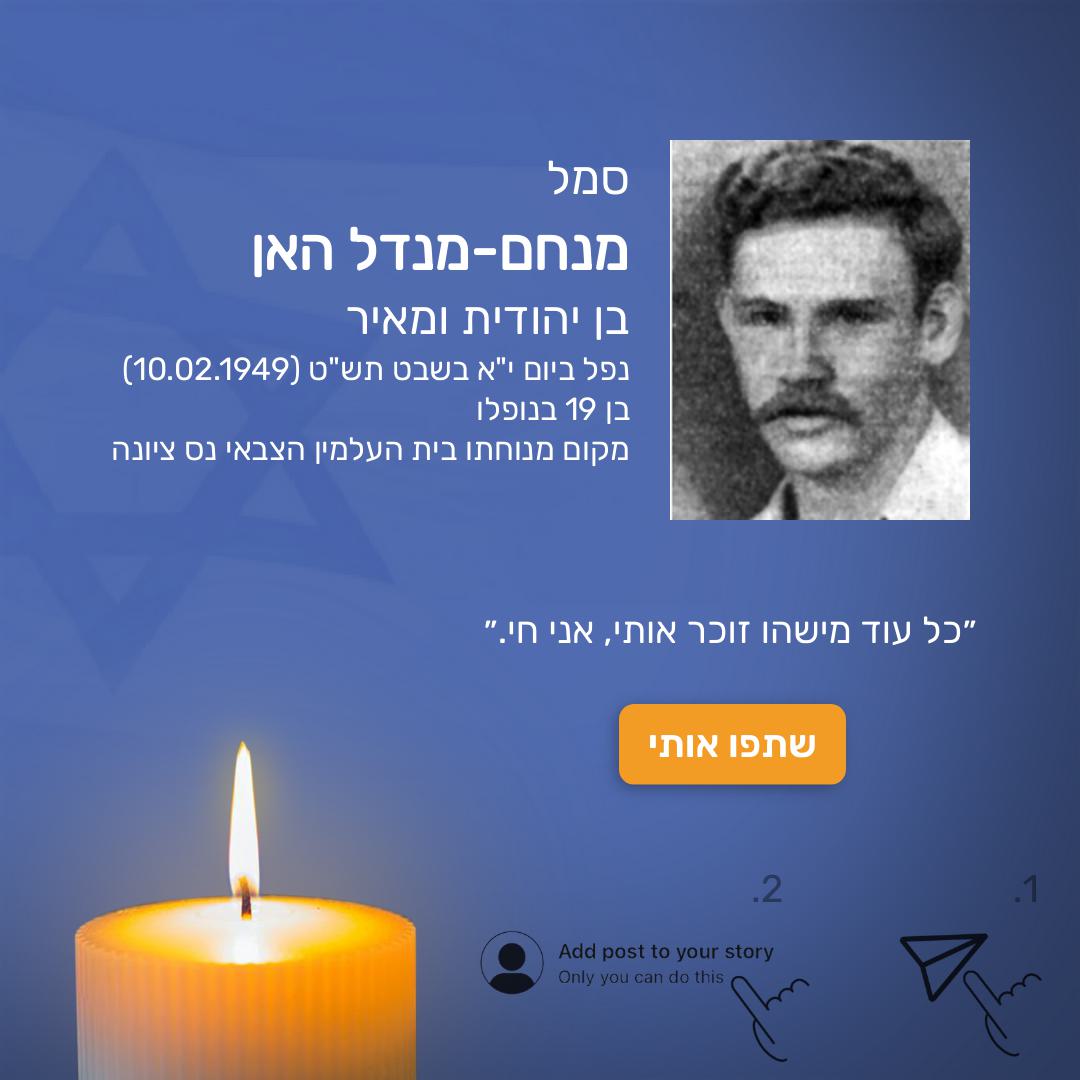 סמל
מנחם-מנדל האן
בן יהודית ומאיר
נפל ביום י"א בשבט תש"ט (10.02.1949)
בן 19 בנופלו
מקום מנוחתו בית העלמין הצבאי נס ציונה
״כל עוד מישהו זוכר אותי, אני חי.״
שתפו אותי
.1
.2
Add post to your story
Only you can do this